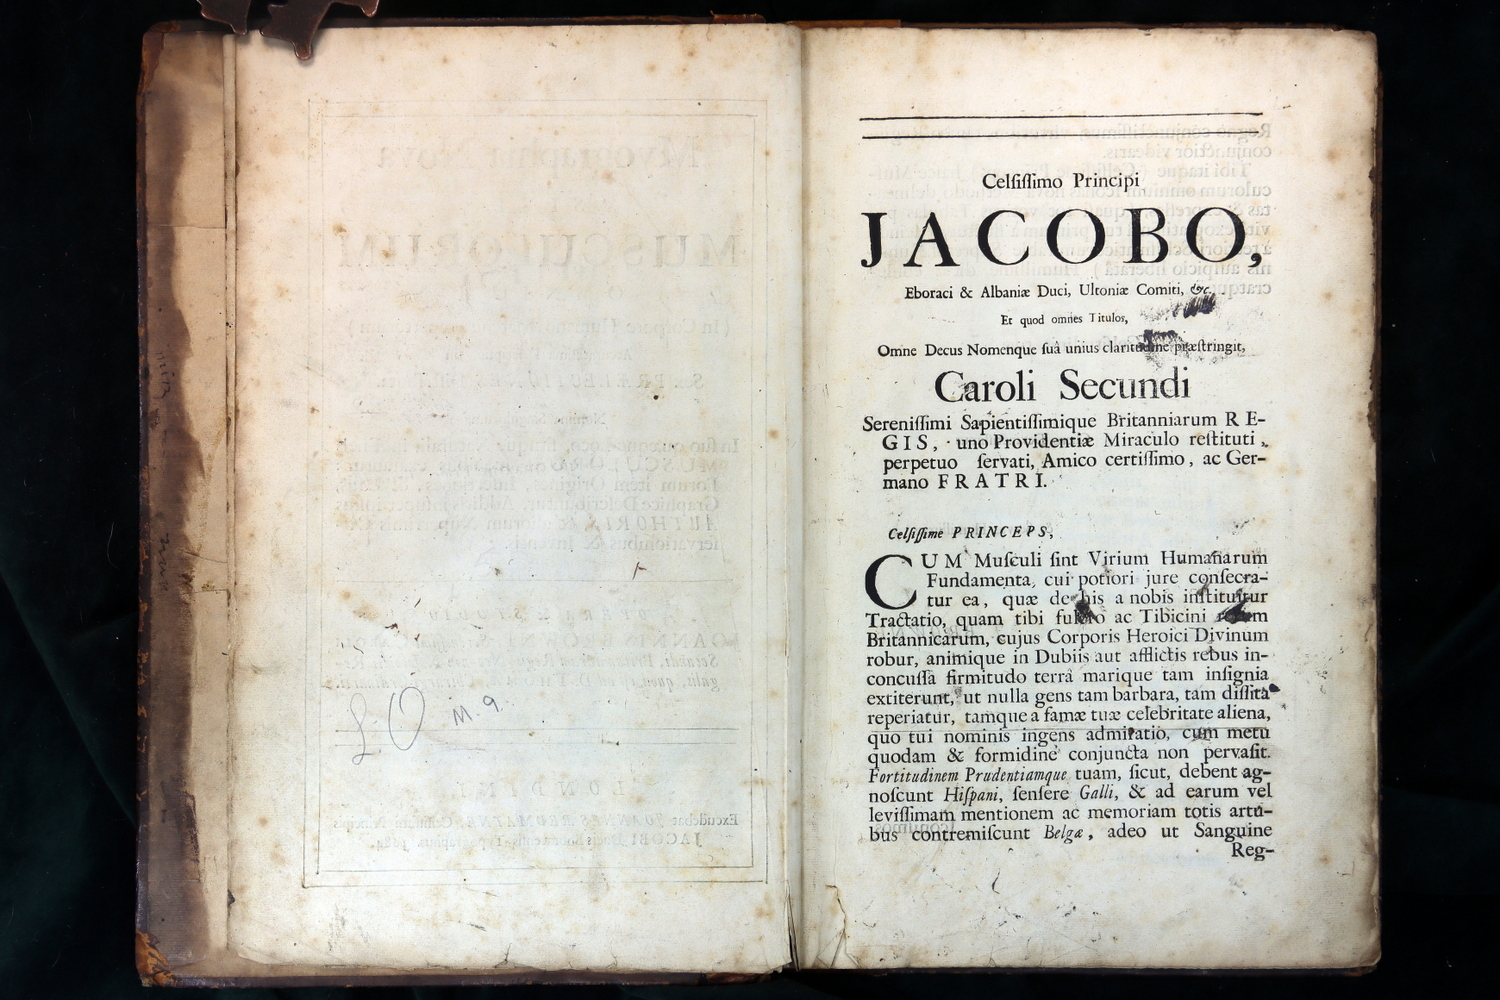 L O M. 9.
Celſiſſimo Principi
JACOBO,
Eboraci & Albaniæ Duci, Ultoniæ Comiti, &c.
Et quod omnes Titulos,
Omne Decus Nomenque ſuâ unius claritudine præſtringit,
Caroli Secundi
Sereniſſimi Sapientiſſimique Britanniarum RE-
GIS, uno Providentiæ Miraculo reſtituti,
perpetuo ſervati, Amico certiſſimo, ac Ger-
mano FRATRI.
Celſiſſime PRINCEPS,
CUM Muſculi ſint Virium Humanarum
Fundamenta, cui potiori jure conſecra-
tur ea, quæ de his a nobis inſtituitur
Tractatio, quam tibi fulcro ac Tibicini rerum
Britannicarum, cujus Corporis Heroici Divinum
robur, animique in Dubiis aut afflictis rebus in-
concuſſa firmitudo terrâ marique tam inſignia
extiterunt, ut nulla gens tam barbara, tam diſſita
reperiatur, tamque a famæ tuæ celebritate aliena,
quo tui nominis ingens admiratio, cum metu
quodam & formidine conjuncta non pervaſit.
Fortitudinem Prudentiamque tuam, ſicut, debent ag-
noſcunt Hiſpani, ſenſere Galli, & ad earum vel
leviſſimam mentionem ac memoriam totis artu-
bus contremiſcunt Belgæ, adeo ut Sanguine
Reg-